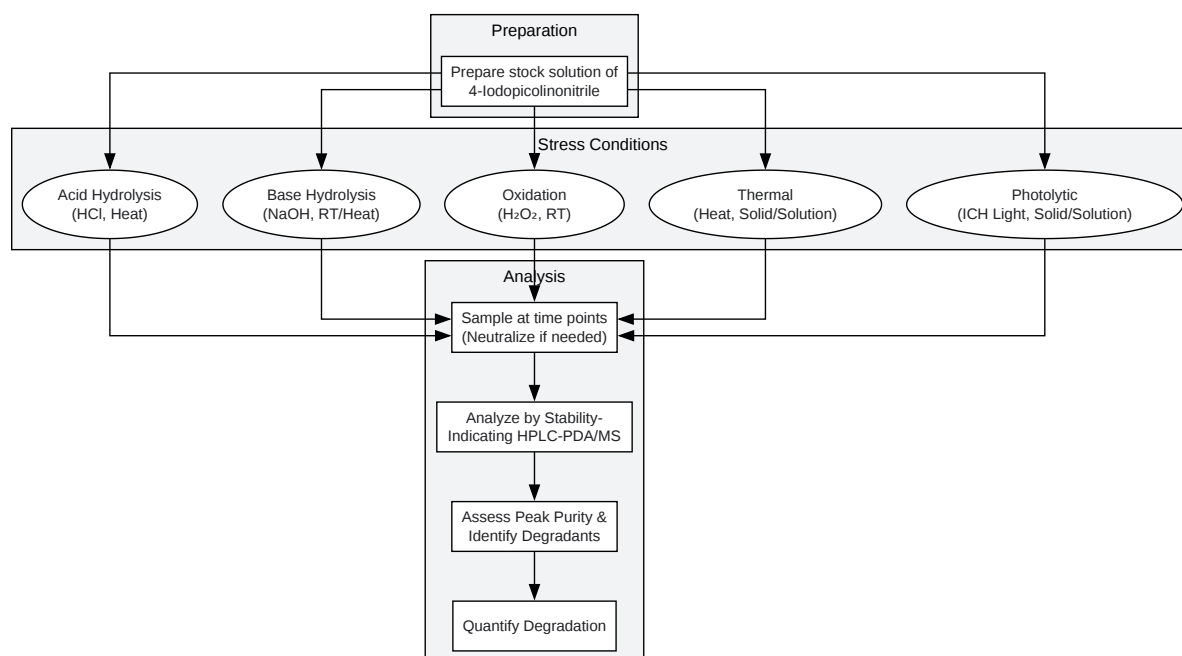 Preparation
Prepare stock solution of
4-Iodopicolinonitrile
Stress Conditions
Acid Hydrolysis
(HCl, Heat)
Base Hydrolysis
(NaOH, RT/Heat)
Oxidation
(H₂O₂, RT)
Thermal
(Heat, Solid/Solution)
Photolytic
(ICH Light, Solid/Solution)
Analysis
Sample at time points
(Neutralize if needed)
Analyze by Stability-
Indicating HPLC-PDA/MS
Assess Peak Purity &
Identify Degradants
Quantify Degradation